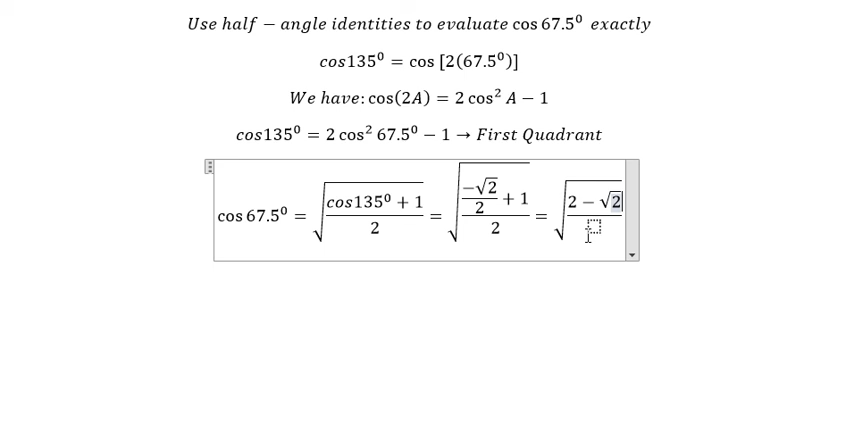 Use half − angle identities to evaluate cos 67.5⁰ exactly
cos135⁰ = cos [2(67.5⁰)]
We have: cos(2A) = 2 cos² A − 1
cos135⁰ = 2 cos² 67.5⁰ − 1 → First Quadrant
cos 67.5⁰ = √((cos135⁰ + 1)/2) = √((−√2/2 + 1)/2) = √((2 − √2)/⬚)